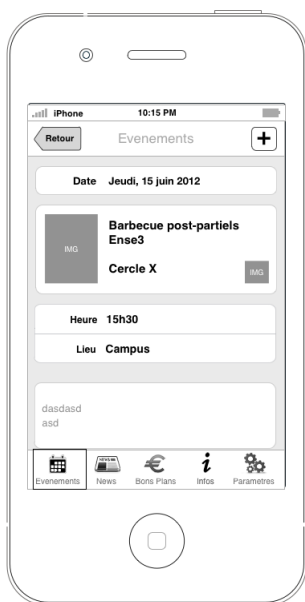 iPhone 10:15 PM
Retour Evenements +
Date Jeudi, 15 juin 2012
IMG Barbecue post-partiels
Ense3
Cercle X IMG
Heure 15h30
Lieu Campus
dasdasd
asd
Evenements News Bons Plans Infos Parametres